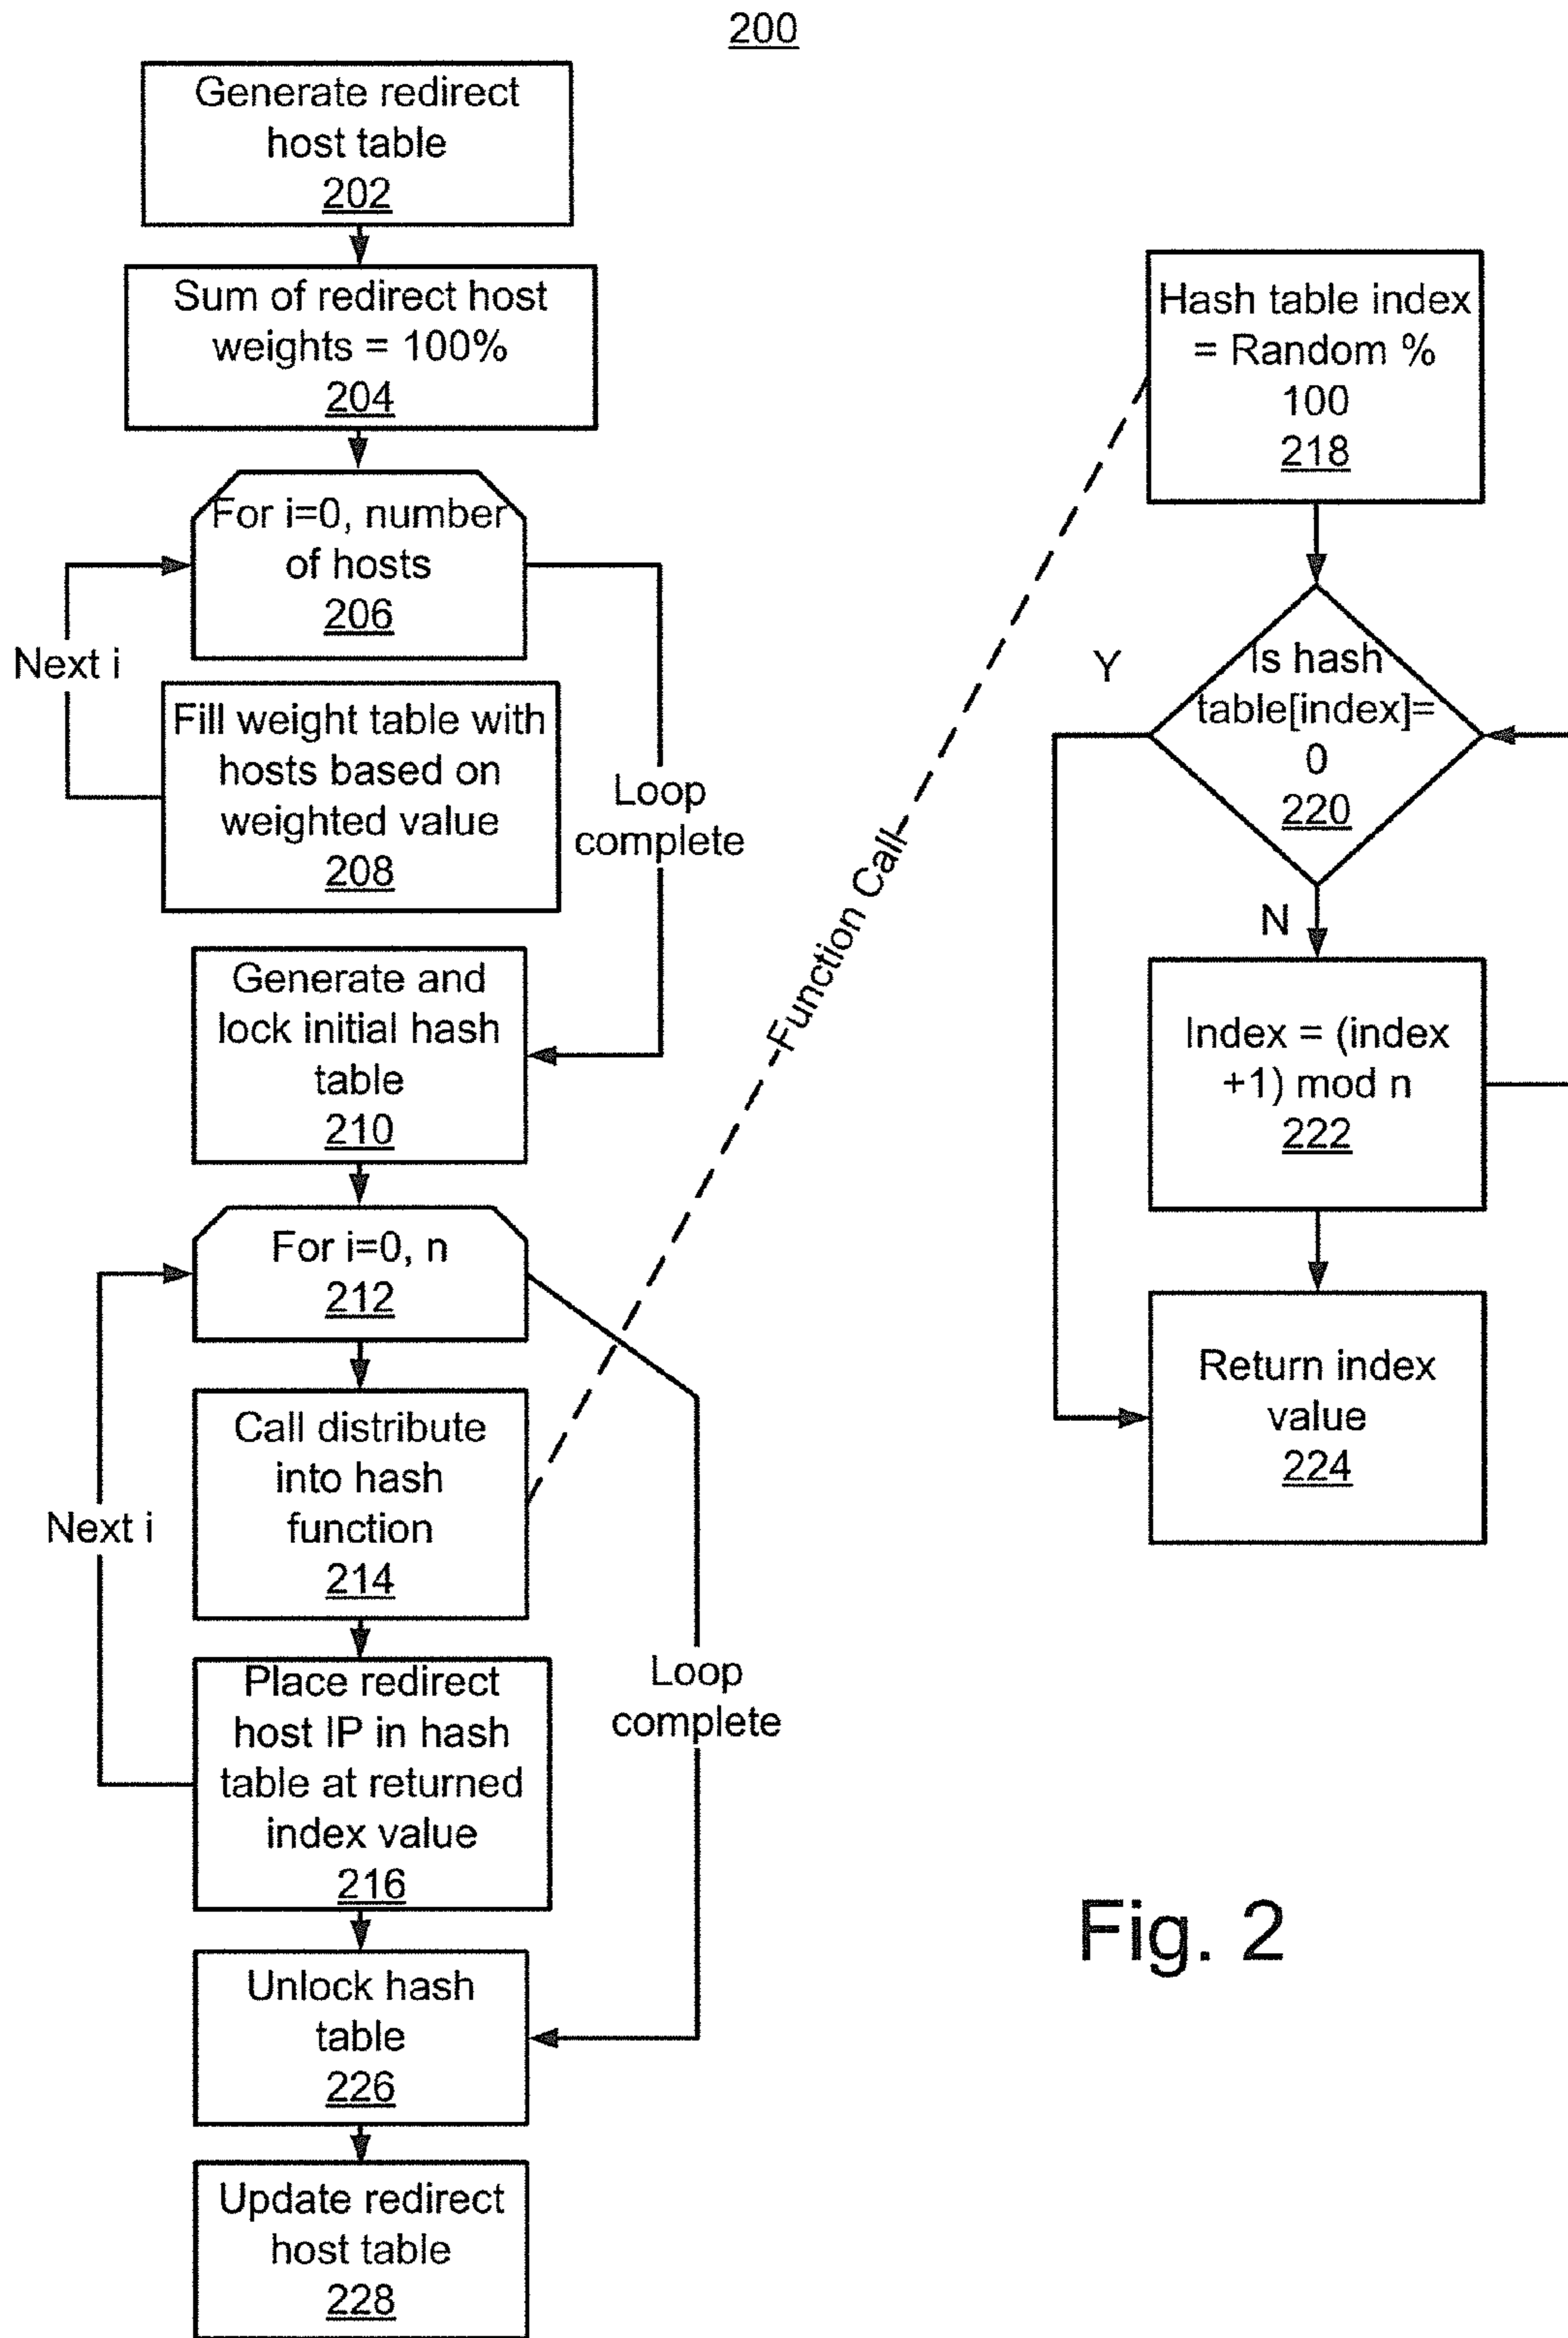 200
Generate redirect
host table
202
Sum of redirect host
weights = 100%
204
For i=0, number
of hosts
206
Next i
Fill weight table with
hosts based on
weighted value
208
Loop
complete
Generate and
lock initial hash
table
210
For i=0, n
212
Call distribute
into hash
function
214
Next i
Place redirect
host IP in hash
table at returned
index value
216
Loop
complete
Unlock hash
table
226
Update redirect
host table
228
Function Call
Hash table index
= Random %
100
218
Is hash
table[index]=
0
220
Y
N
Index = (index
+1) mod n
222
Return index
value
224
Fig. 2